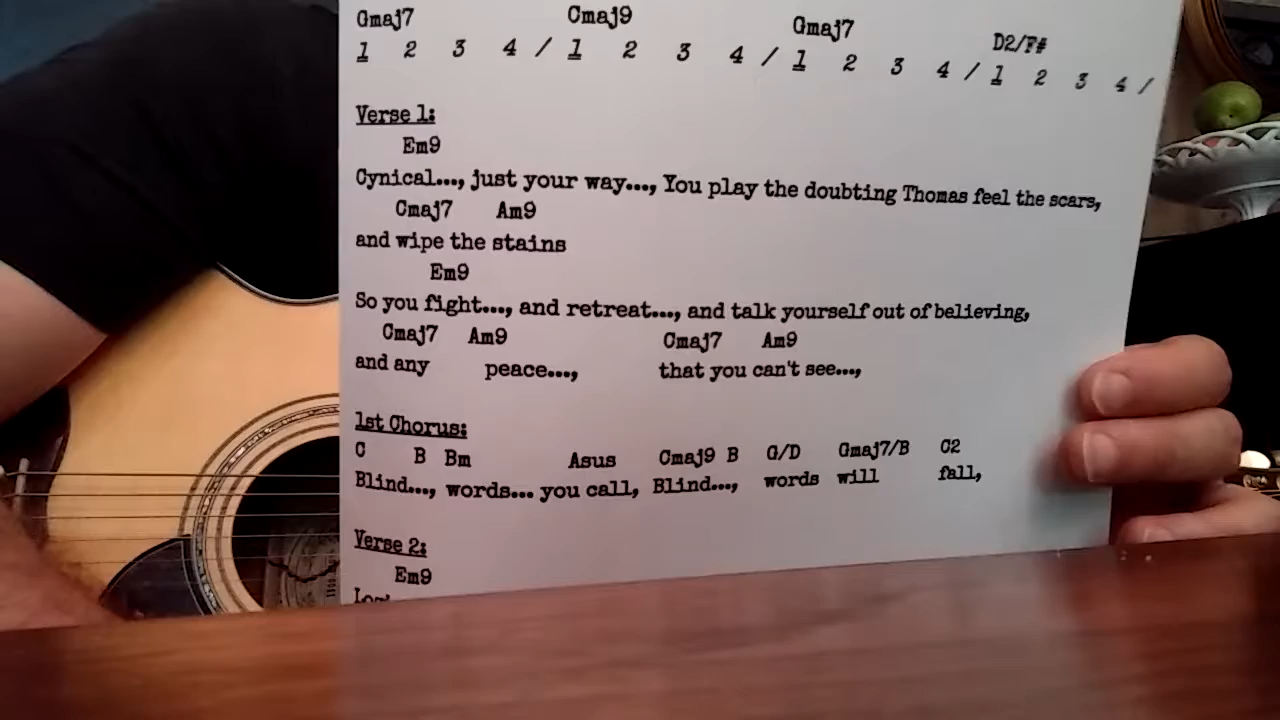 Gmaj7 Cmaj9 Gmaj7 D2/F#
1 2 3 4 / 1 2 3 4 / 1 2 3 4 / 1 2 3 4 /
Verse 1:
Em9
Cynical..., just your way..., You play the doubting Thomas feel the scars,
Cmaj7 Am9
and wipe the stains
Em9
So you fight..., and retreat..., and talk yourself out of believing,
Cmaj7 Am9 Cmaj7 Am9
and any peace..., that you can't see...,
1st Chorus:
C B Bm Asus Cmaj9 B G/D Gmaj7/B C2
Blind..., words... you call, Blind..., words will fall,
Verse 2:
Em9